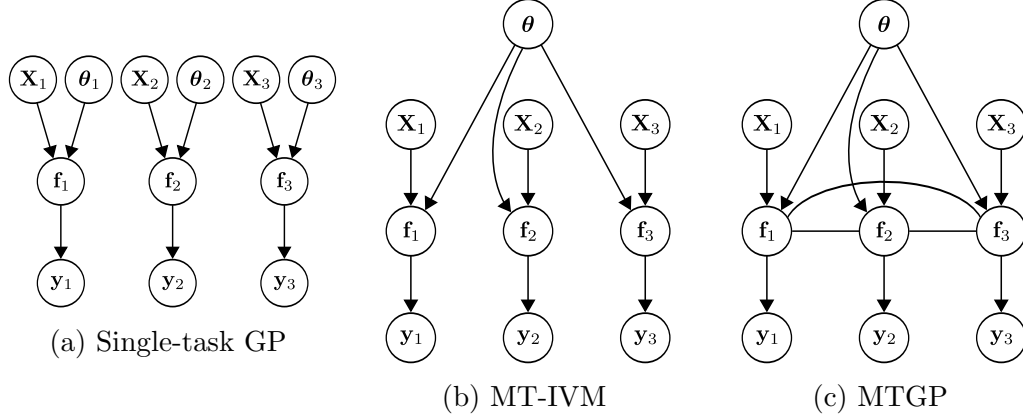 X₁ θ₁ X₂ θ₂ X₃ θ₃
f₁ f₂ f₃
y₁ y₂ y₃
(a) Single-task GP
θ
X₁ X₂ X₃
f₁ f₂ f₃
y₁ y₂ y₃
(b) MT-IVM
θ
X₁ X₂ X₃
f₁ f₂ f₃
y₁ y₂ y₃
(c) MTGP